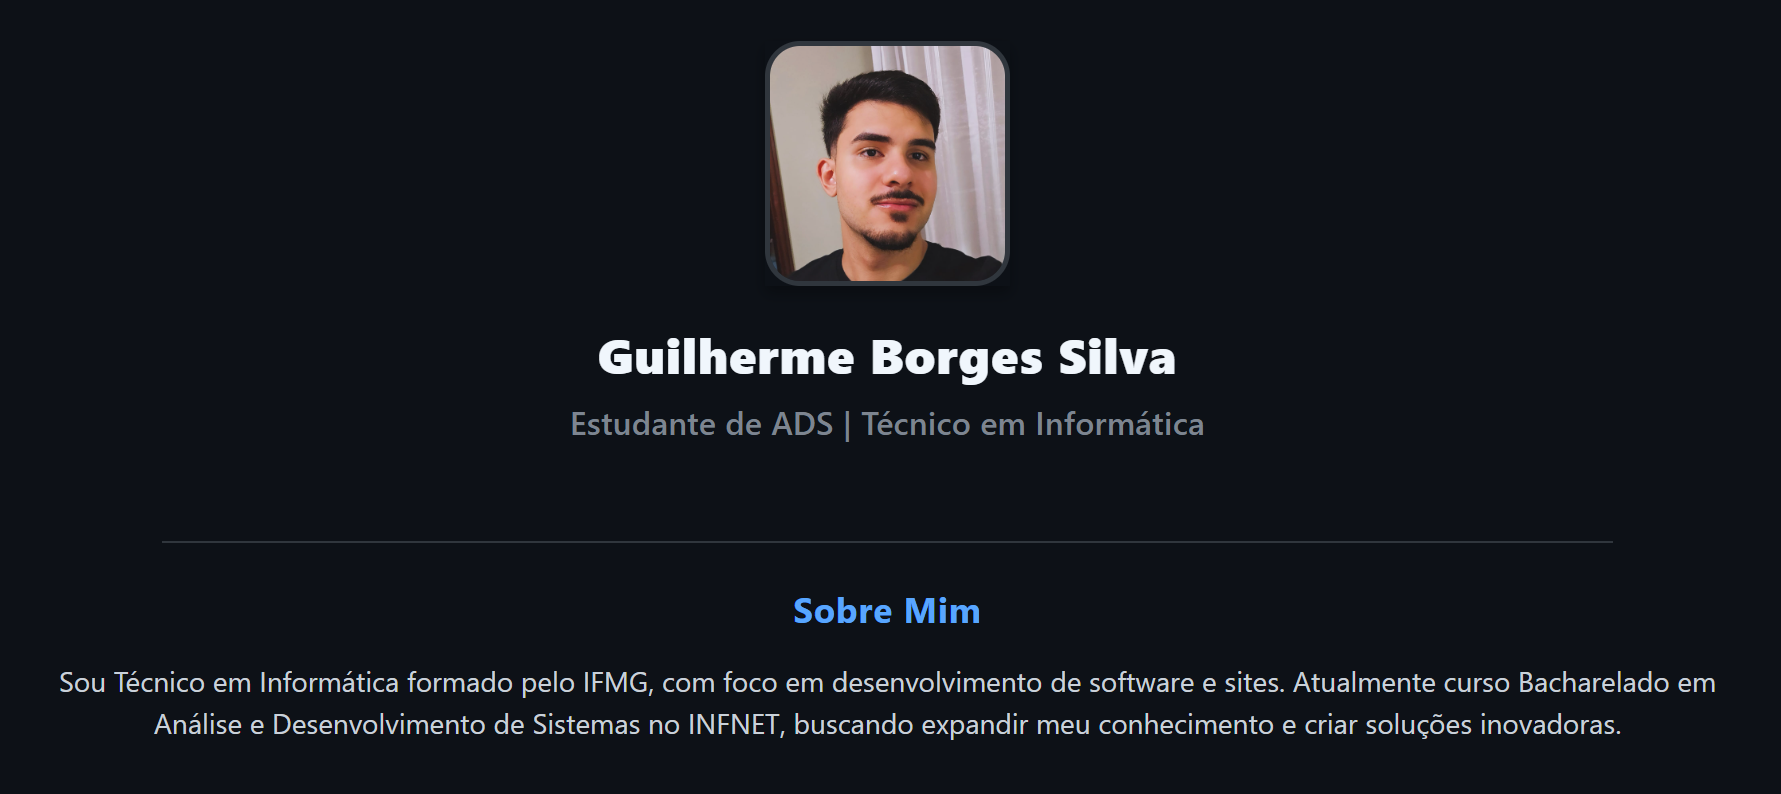 Guilherme Borges Silva
Estudante de ADS | Técnico em Informática
Sobre Mim
Sou Técnico em Informática formado pelo IFMG, com foco em desenvolvimento de software e sites. Atualmente curso Bacharelado em
Análise e Desenvolvimento de Sistemas no INFNET, buscando expandir meu conhecimento e criar soluções inovadoras.